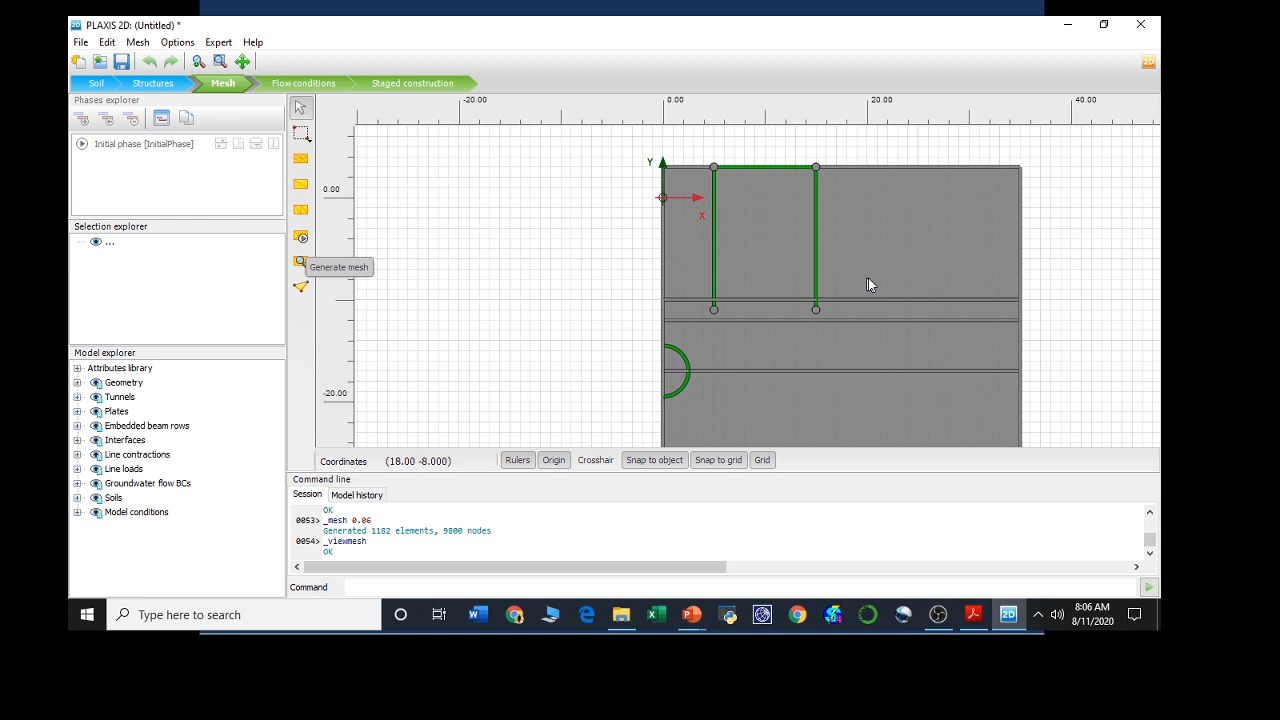 2D PLAXIS 2D: (Untitled) *
File Edit Mesh Options Expert Help
2D
Soil Structures Mesh Flow conditions Staged construction
Phases explorer
Initial phase [InitialPhase]
Selection explorer
...
Model explorer
Attributes library
Geometry
Tunnels
Plates
Embedded beam rows
Interfaces
Line contractions
Line loads
Groundwater flow BCs
Soils
Model conditions
Generate mesh
-20.00 0.00 20.00 40.00
0.00
-20.00
Y
X
Coordinates (18.00 -8.000) Rulers Origin Crosshair Snap to object Snap to grid Grid
Command line
Session Model history
OK
0053> _mesh 0.06
Generated 1182 elements, 9800 nodes
0054> _viewmesh
OK
Command
Type here to search
2D
8:06 AM
8/11/2020